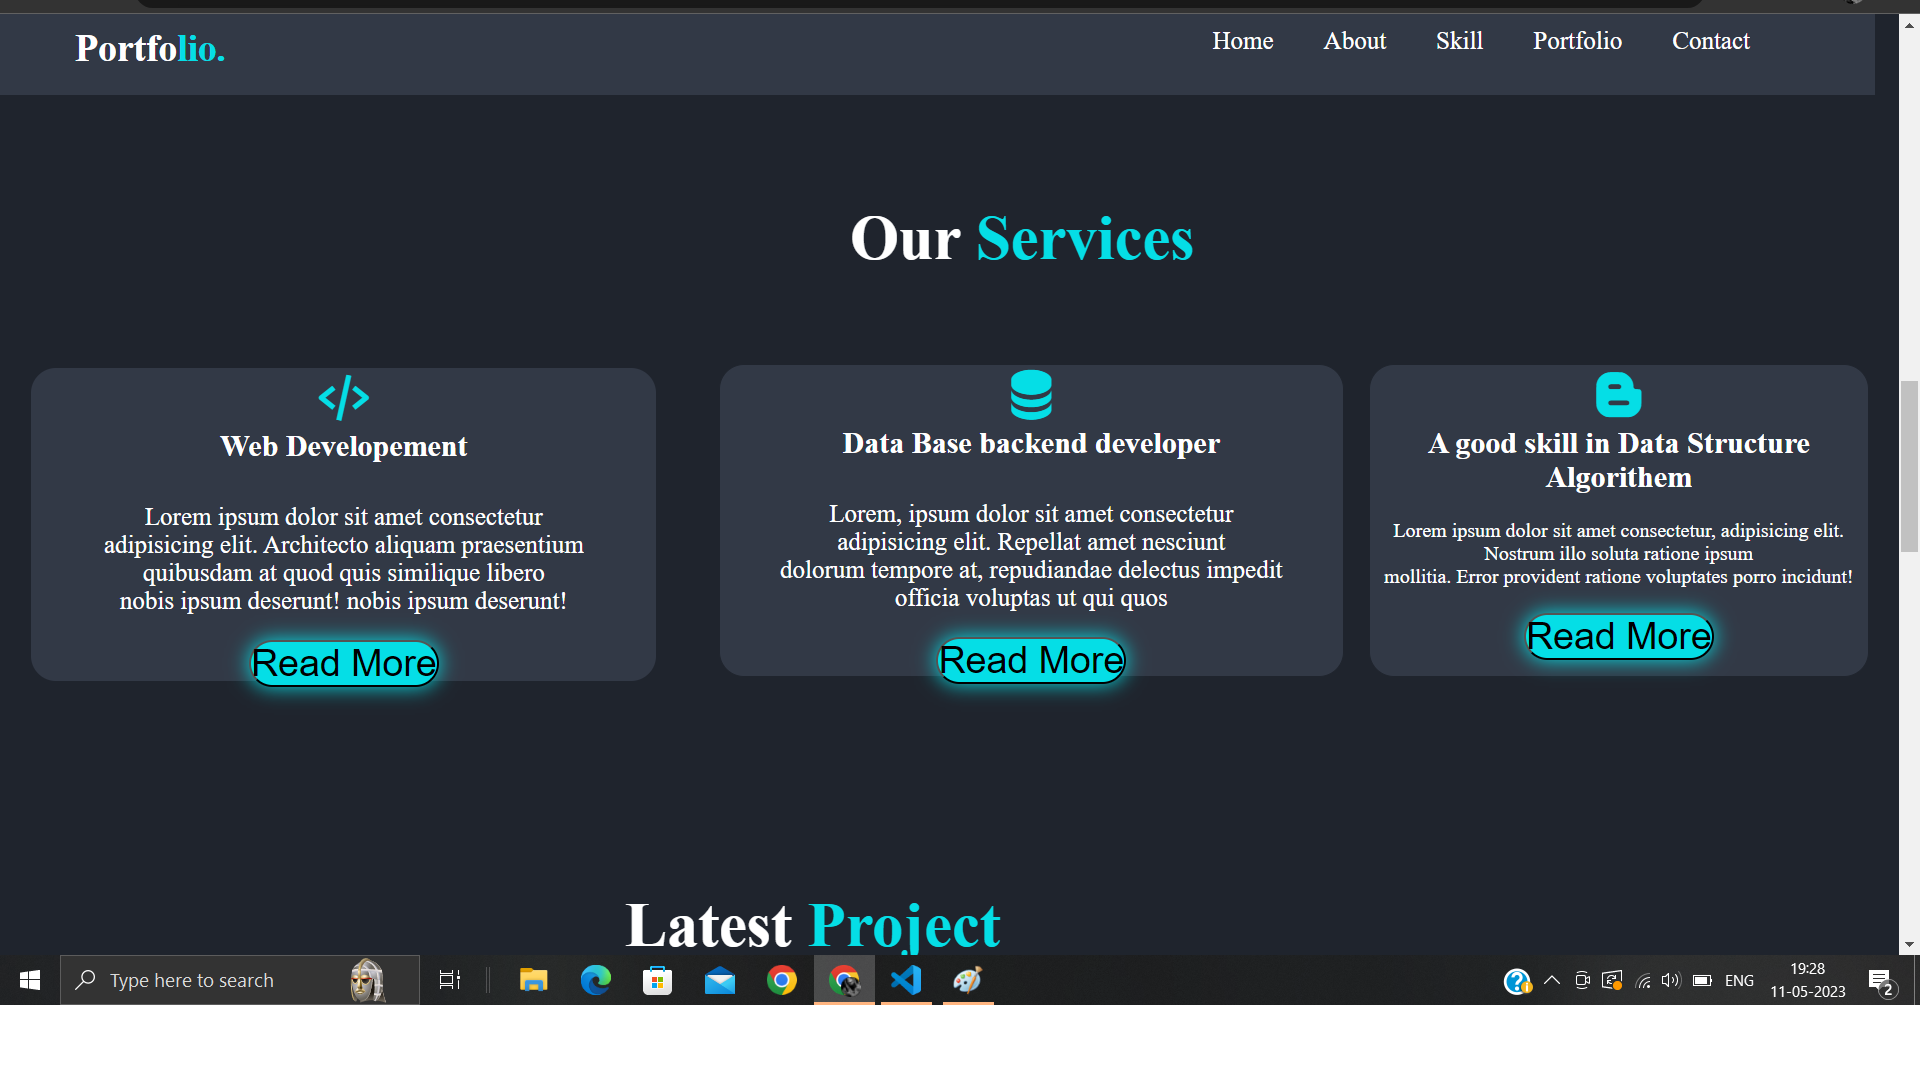 Portfolio.
Home About Skill Portfolio Contact
Our Services
Web Developement
Lorem ipsum dolor sit amet consectetur
adipisicing elit. Architecto aliquam praesentium
quibusdam at quod quis similique libero
nobis ipsum deserunt! nobis ipsum deserunt!
Read More
Data Base backend developer
Lorem, ipsum dolor sit amet consectetur
adipisicing elit. Repellat amet nesciunt
dolorum tempore at, repudiandae delectus impedit
officia voluptas ut qui quos
Read More
A good skill in Data Structure
Algorithem
Lorem ipsum dolor sit amet consectetur, adipisicing elit.
Nostrum illo soluta ratione ipsum
mollitia. Error provident ratione voluptates porro incidunt!
Read More
Latest Project
Type here to search
ENG
19:28
11-05-2023
2